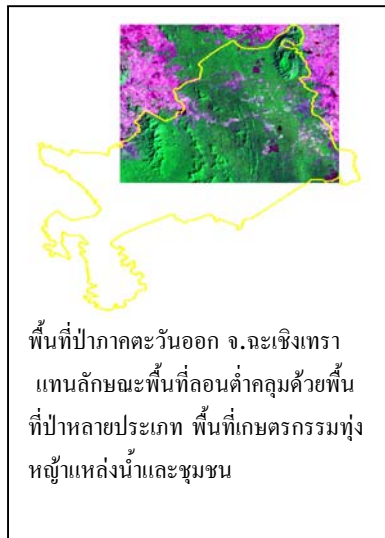 พื้นที่ป่าภาคตะวันออก จ.ฉะเชิงเทรา
แทนลักษณะพื้นที่ลอนต่ำคลุมด้วยพื้น
ที่ป่าหลายประเภท พื้นที่เกษตรกรรมทุ่ง
หญ้าแหล่งน้ำและชุมชน